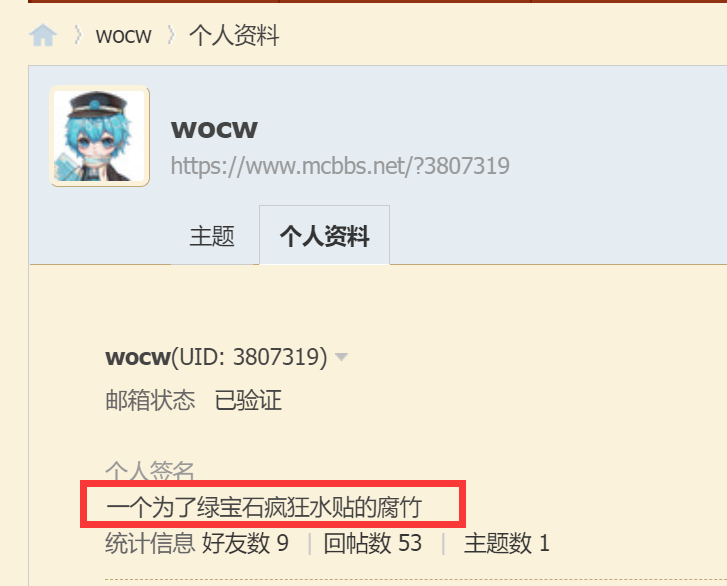 wocw 个人资料
wocw
https://www.mcbbs.net/?3807319
主题 个人资料
wocw(UID: 3807319)
邮箱状态 已验证
个人签名
一个为了绿宝石疯狂水贴的腐竹
统计信息 好友数 9 | 回帖数 53 | 主题数 1